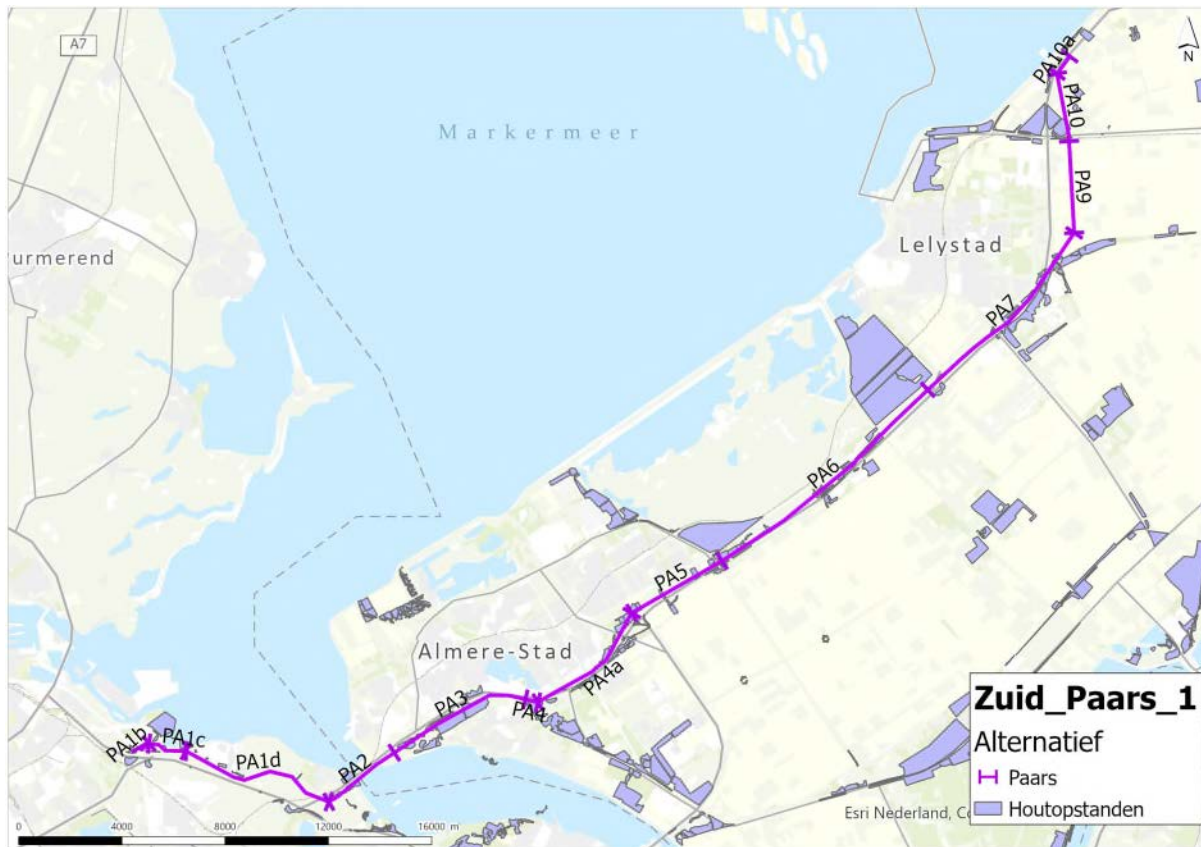 A7
N
PA10a
PA10
Markermeer
PA9
urmerend
Lelystad
PA7
PA6
PA5
Almere-Stad
PA4a
PA3
PA4
PA1b
PA1c
PA1d
PA2
0 4000 8000 12000 16000 m
Zuid_Paars_1
Alternatief
Paars
Houtopstanden
Esri Nederland, Co